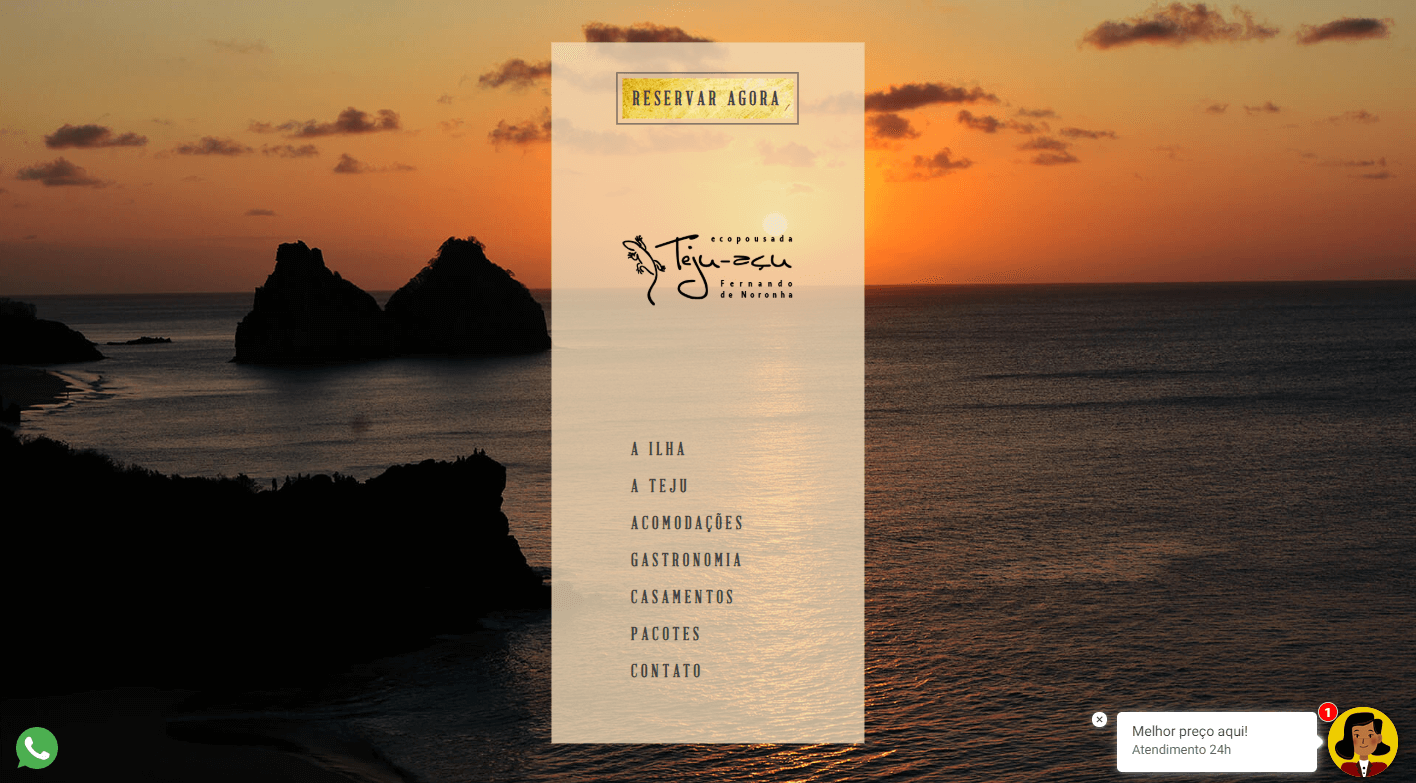 RESERVAR AGORA
ecopousada
Teju-açu
Fernando
de Noronha
A ILHA
A TEJU
ACOMODAÇÕES
GASTRONOMIA
CASAMENTOS
PACOTES
CONTATO
1
Melhor preço aqui!
Atendimento 24h